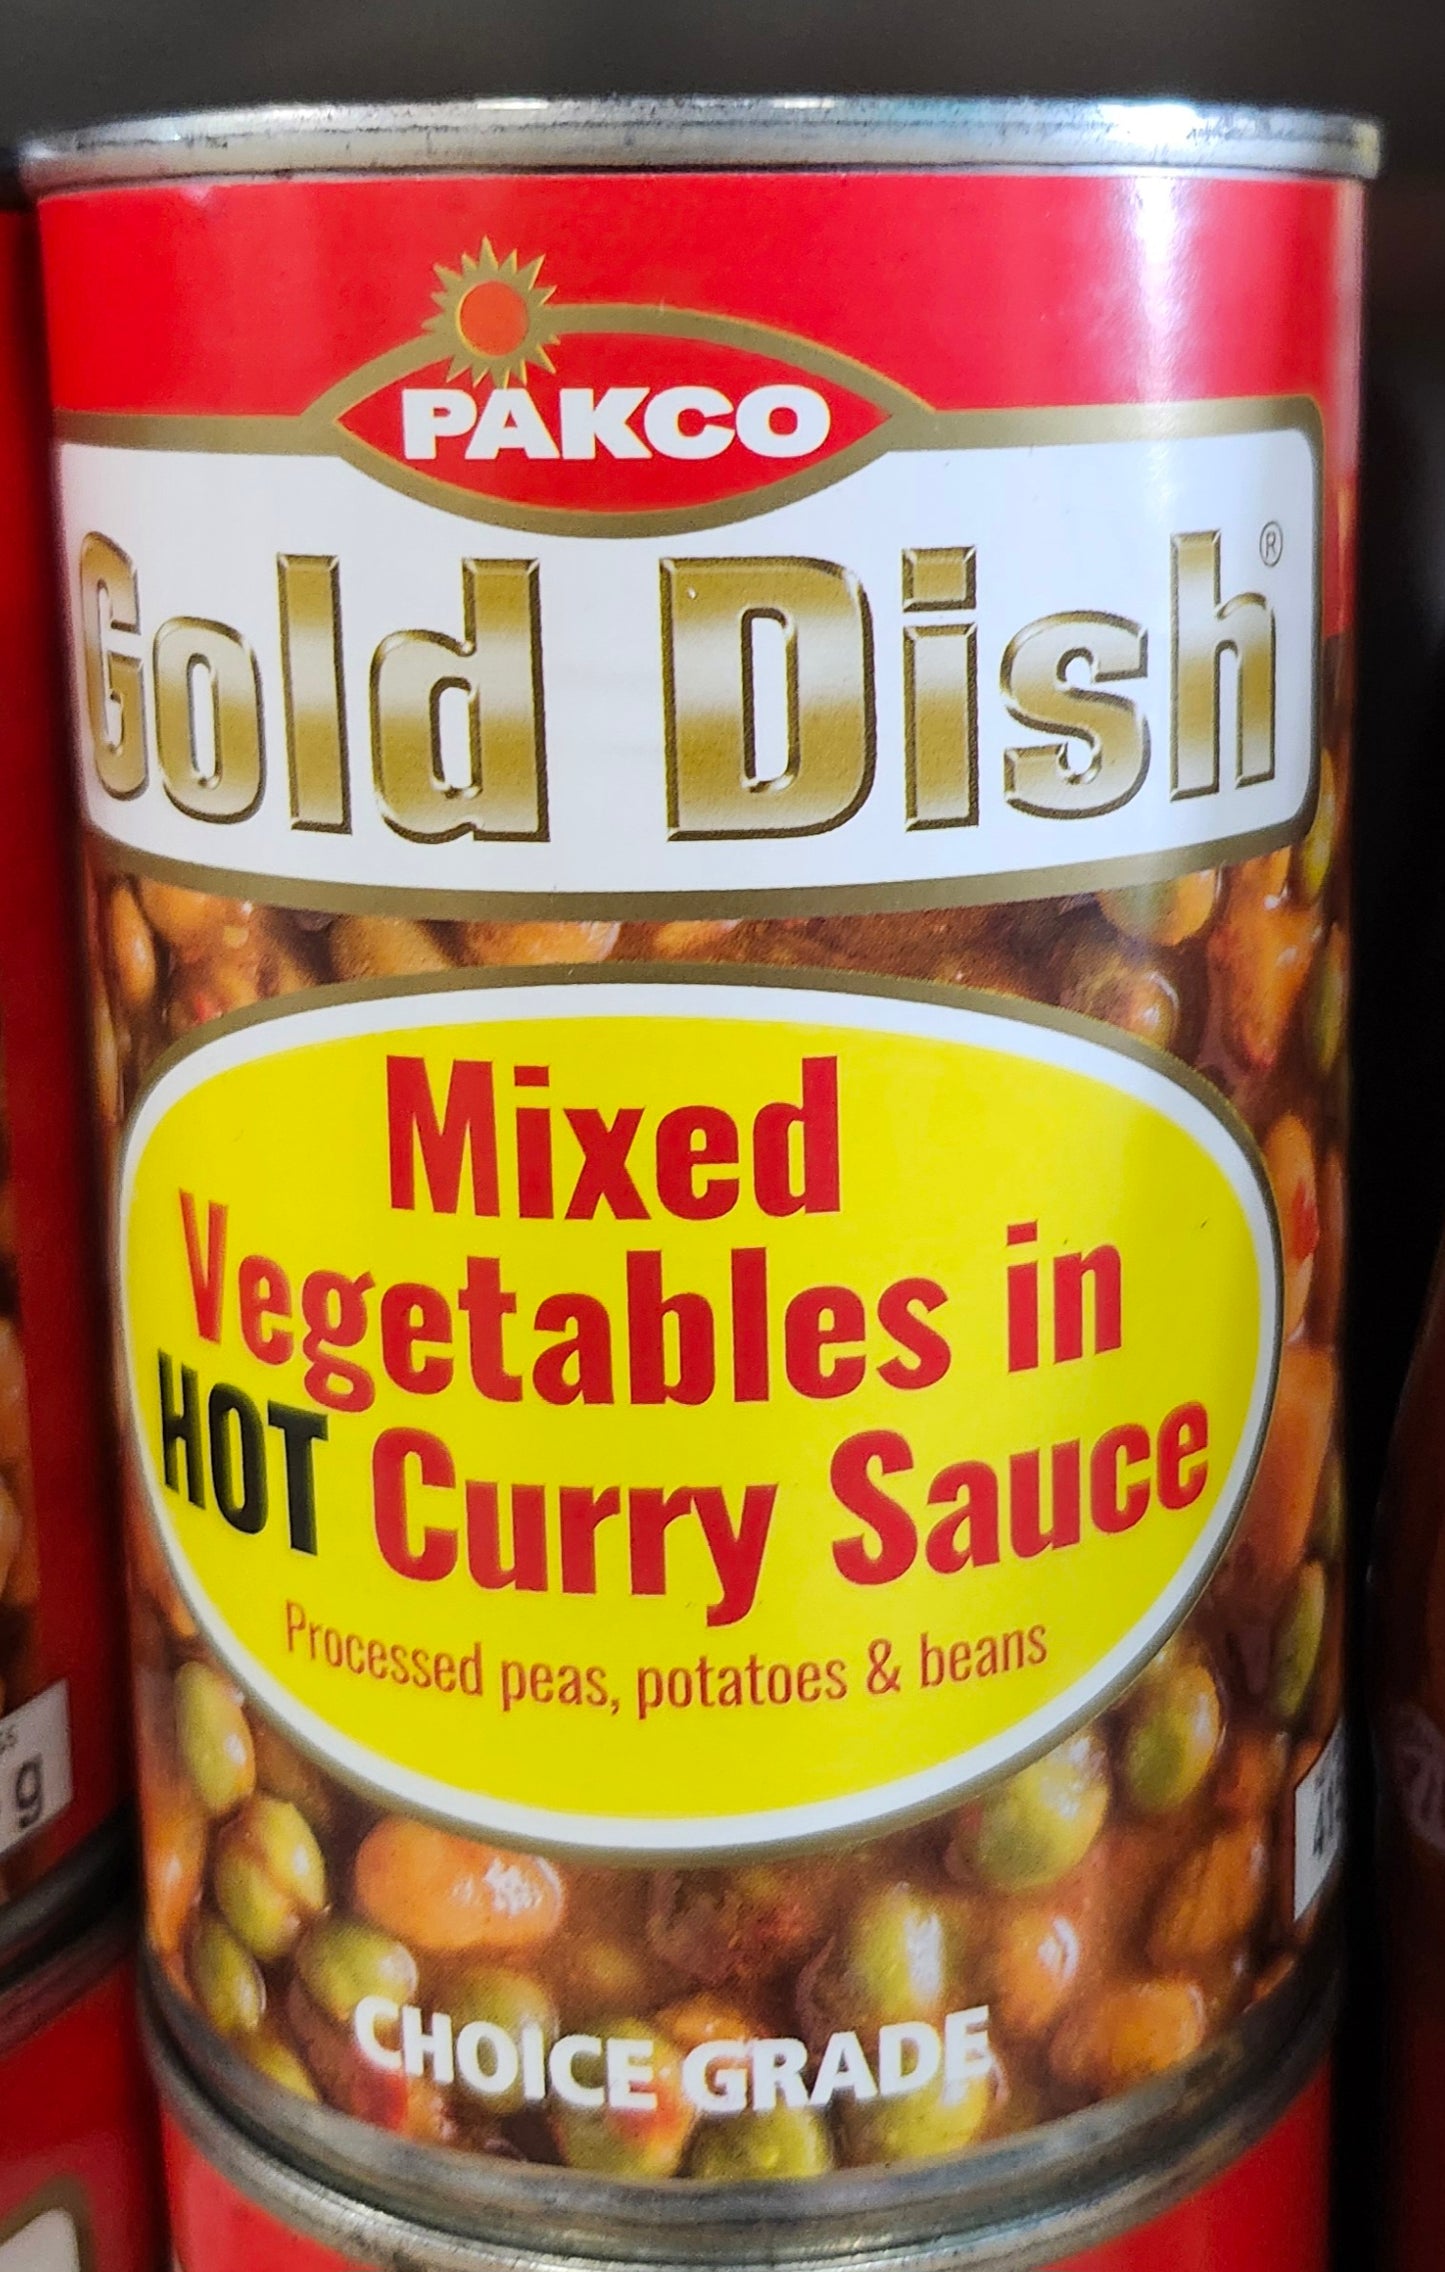 PAKCO
Gold Dish®
Mixed
Vegetables in
HOT Curry Sauce
Processed peas, potatoes & beans
CHOICE GRADE
g